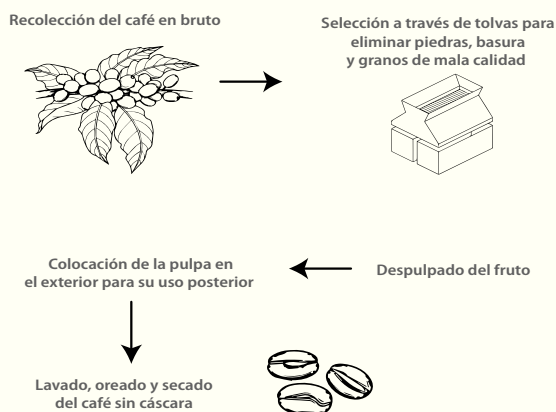 Recolección del café en bruto
Selección a través de tolvas para
eliminar piedras, basura
y granos de mala calidad
Despulpado del fruto
Colocación de la pulpa en
el exterior para su uso posterior
Lavado, oreado y secado
del café sin cáscara